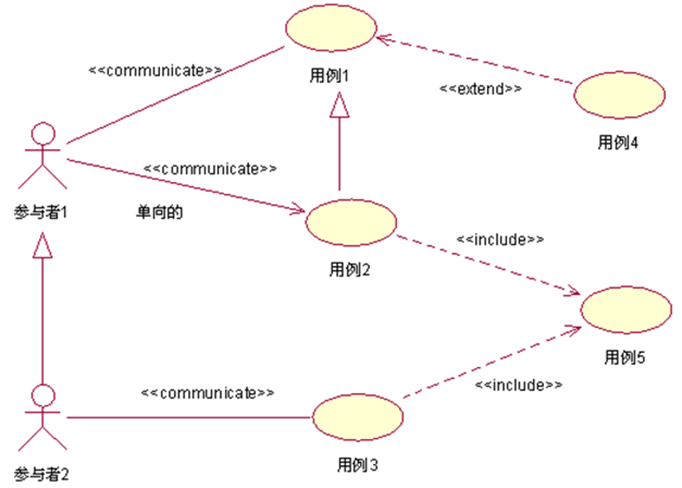 <<communicate>>
用例1
<<extend>>
用例4
<<communicate>>
参与者1
单向的
用例2
<<include>>
用例5
<<communicate>>
<<include>>
用例3
参与者2